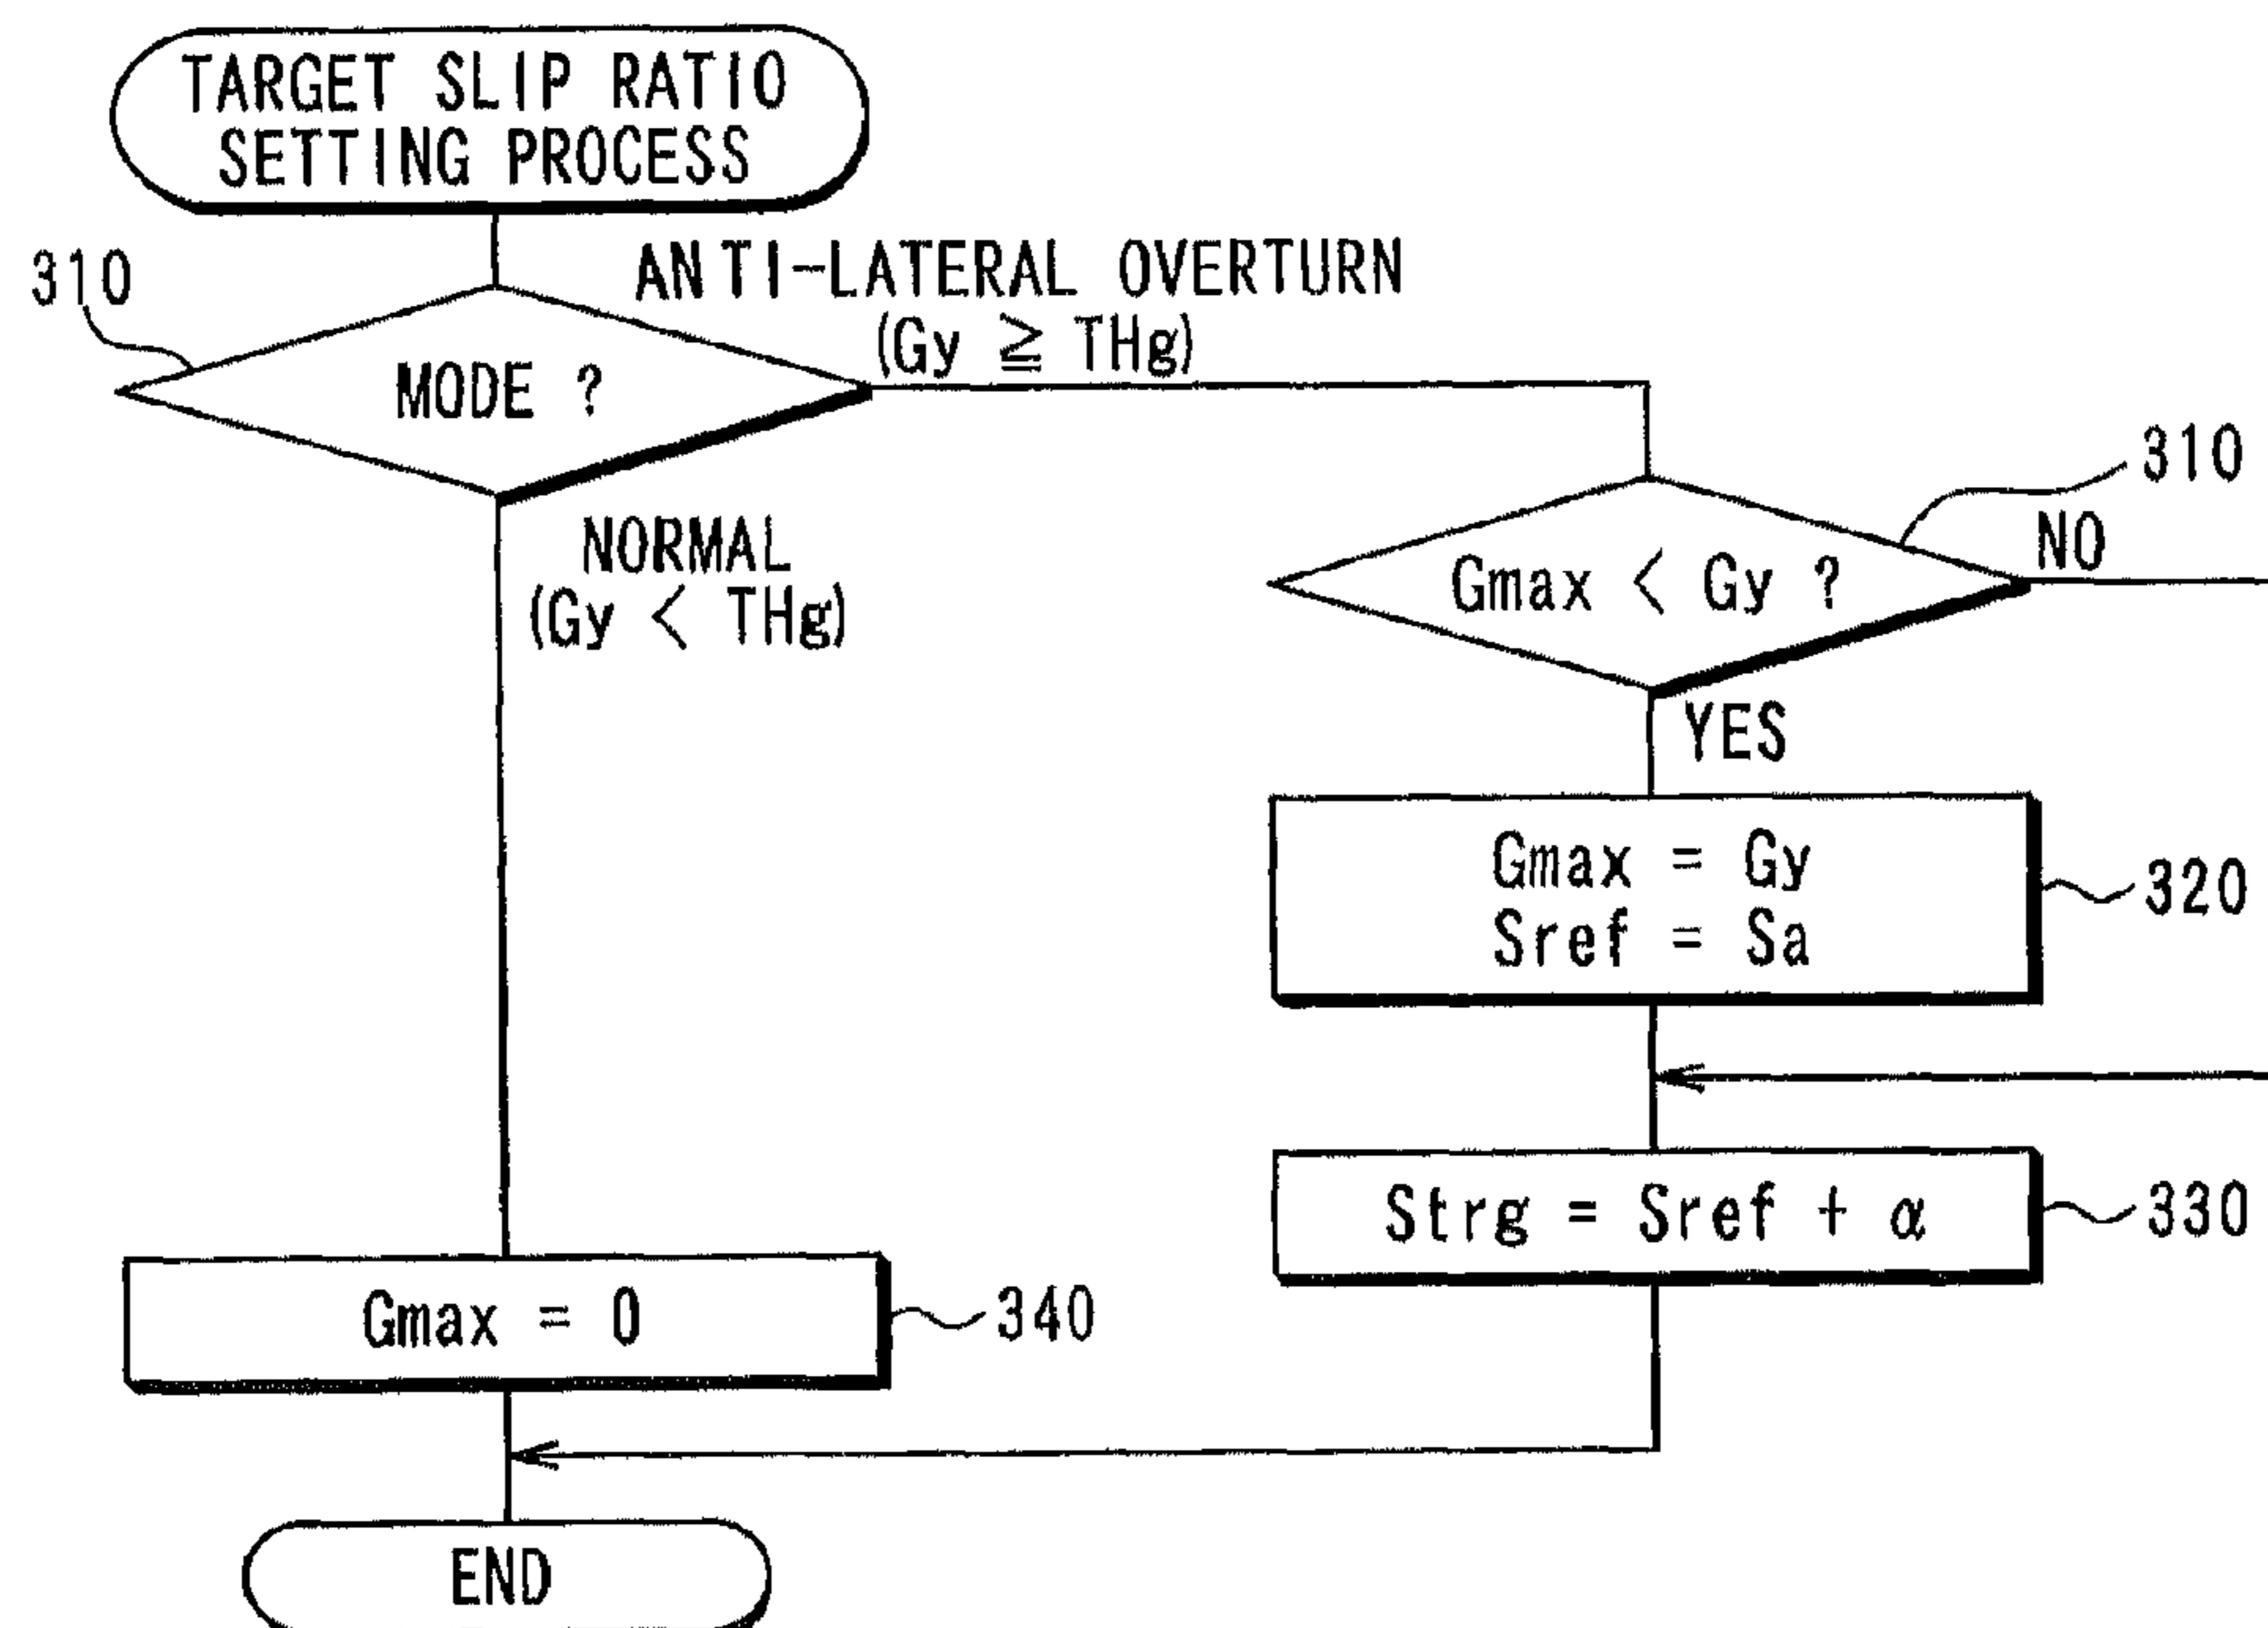 TARGET SLIP RATIO
SETTING PROCESS
310
ANTI-LATERAL OVERTURN
(Gy ≧ THg)
MODE ?
NORMAL
(Gy < THg)
310
NO
Gmax < Gy ?
YES
Gmax = Gy
Sref = Sa
320
Strg = Sref + α
330
Gmax = 0
340
END